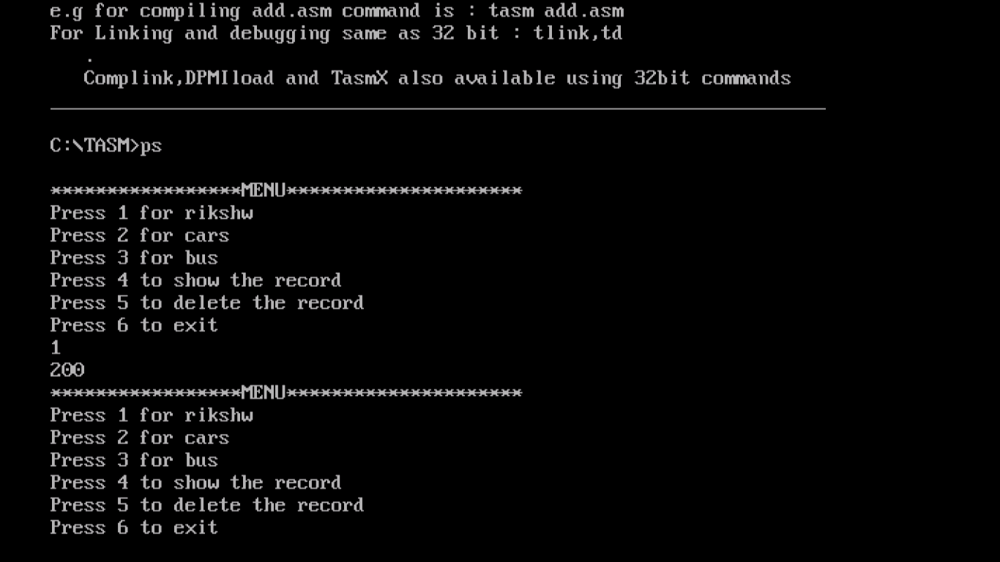 e.g for compiling add.asm command is : tasm add.asm
For Linking and debugging same as 32 bit : tlink,td
.
Complink,DPMIload and TasmX also available using 32bit commands
C:\TASM>ps
*****************MENU*********************
Press 1 for rikshw
Press 2 for cars
Press 3 for bus
Press 4 to show the record
Press 5 to delete the record
Press 6 to exit
1
200
*****************MENU*********************
Press 1 for rikshw
Press 2 for cars
Press 3 for bus
Press 4 to show the record
Press 5 to delete the record
Press 6 to exit